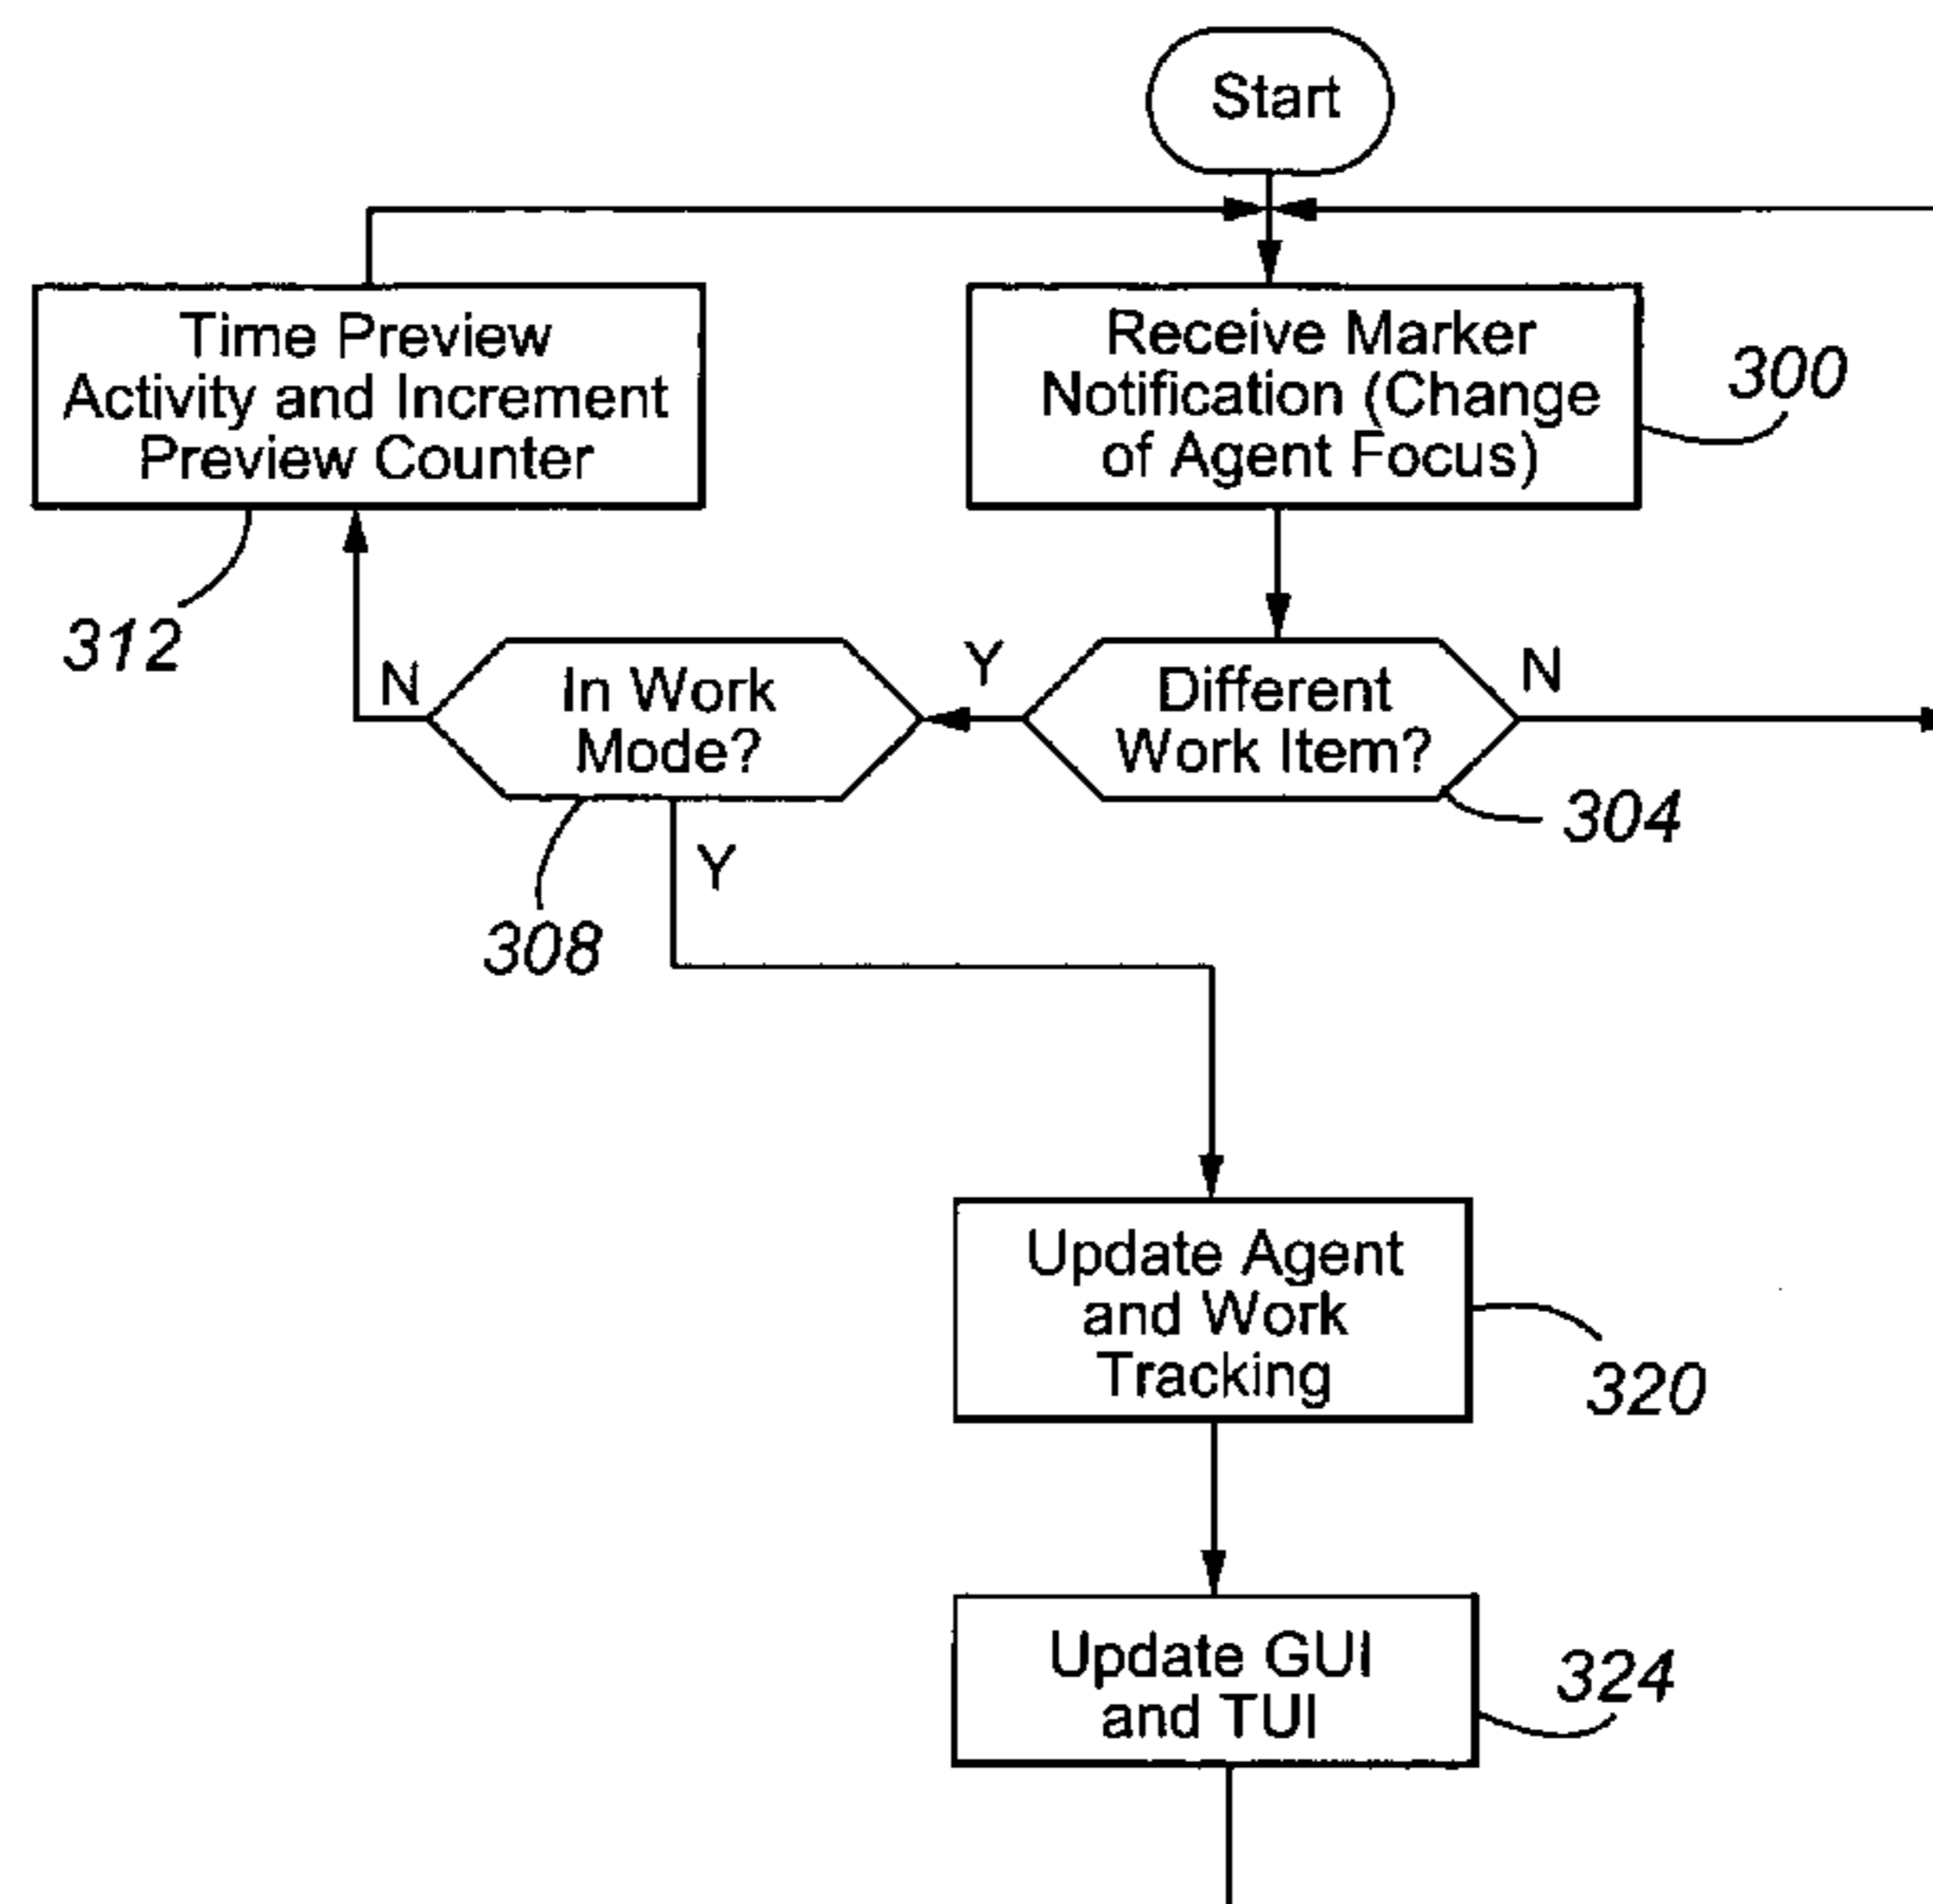 Start
Time Preview
Activity and Increment
Preview Counter
312
Receive Marker
Notification (Change
of Agent Focus)
300
N
In Work
Mode?
Y
308
Y
Different
Work Item?
N
304
Update Agent
and Work
Tracking
320
Update GUI
and TUI
324